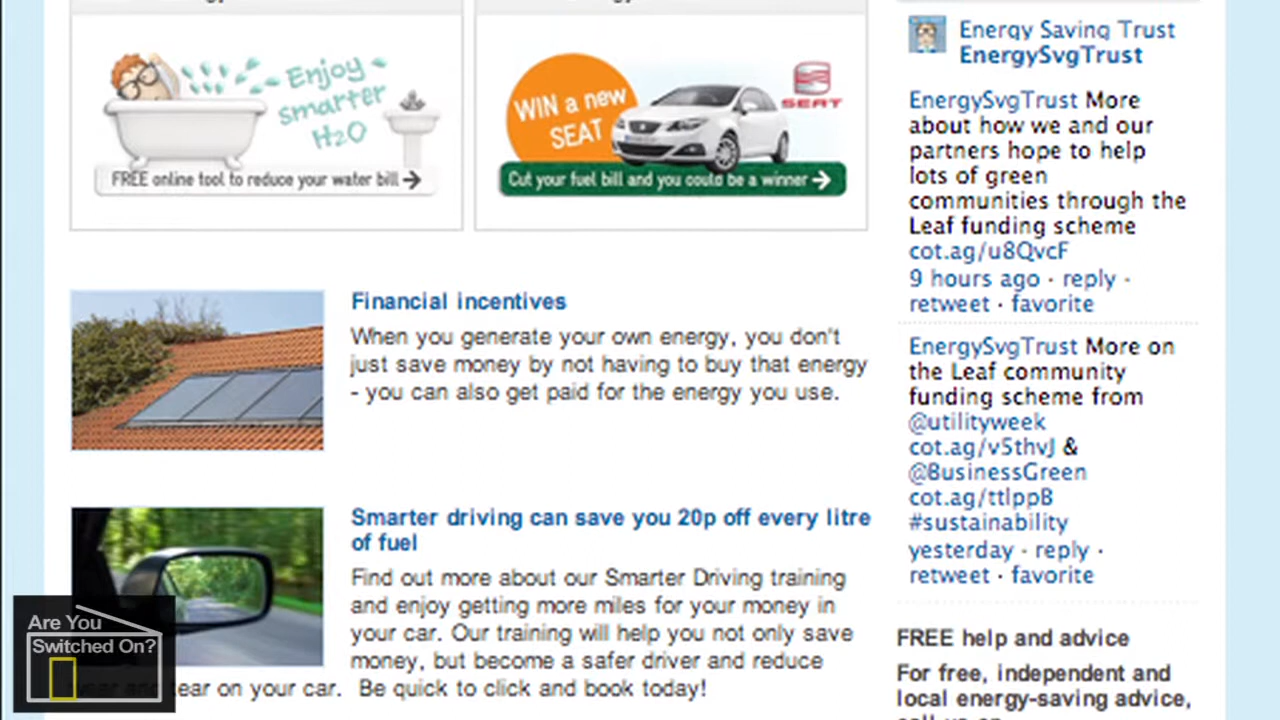 Enjoy
smarter
H2O
FREE online tool to reduce your water bill
WIN a new
SEAT
SEAT
Cut your fuel bill and you could be a winner
Financial incentives
When you generate your own energy, you don't
just save money by not having to buy that energy
- you can also get paid for the energy you use.
Smarter driving can save you 20p off every litre
of fuel
Find out more about our Smarter Driving training
and enjoy getting more miles for your money in
your car. Our training will help you not only save
money, but become a safer driver and reduce
wear and tear on your car. Be quick to click and book today!
Are You
Switched On?
Energy Saving Trust
EnergySvgTrust
EnergySvgTrust More
about how we and our
partners hope to help
lots of green
communities through the
Leaf funding scheme
cot.ag/u8QvcF
9 hours ago · reply ·
retweet · favorite
EnergySvgTrust More on
the Leaf community
funding scheme from
@utilityweek
cot.ag/v5thvJ &
@BusinessGreen
cot.ag/ttlppB
#sustainability
yesterday · reply ·
retweet · favorite
FREE help and advice
For free, independent and
local energy-saving advice,